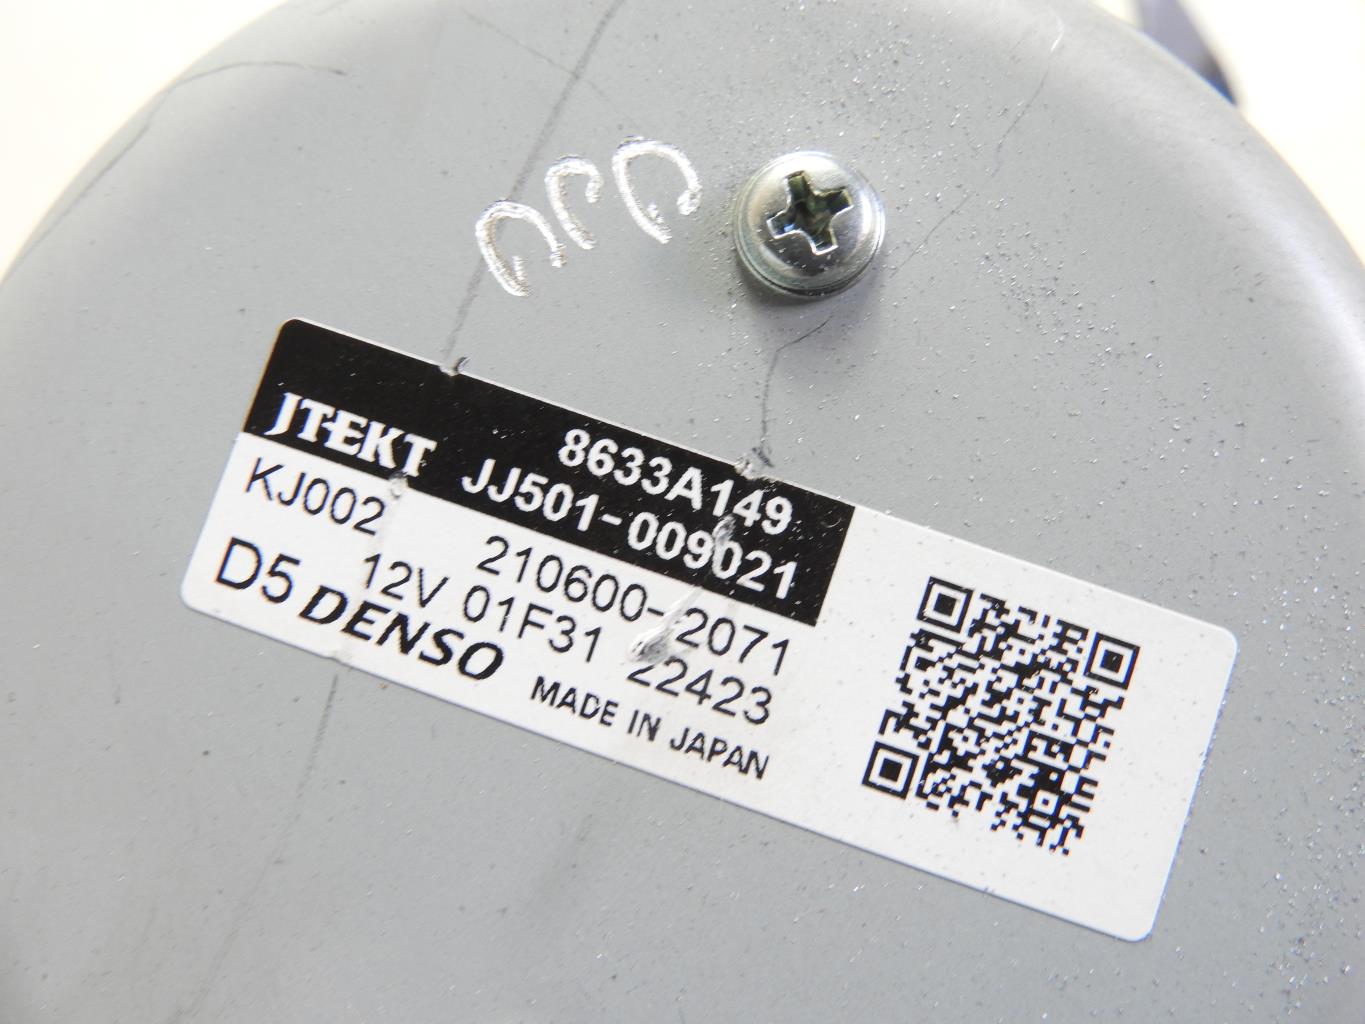 JTEKT 8633A149
JJ501-009021
KJ002 210600-2071
12V 01F31 22423
D5 DENSO
MADE IN JAPAN